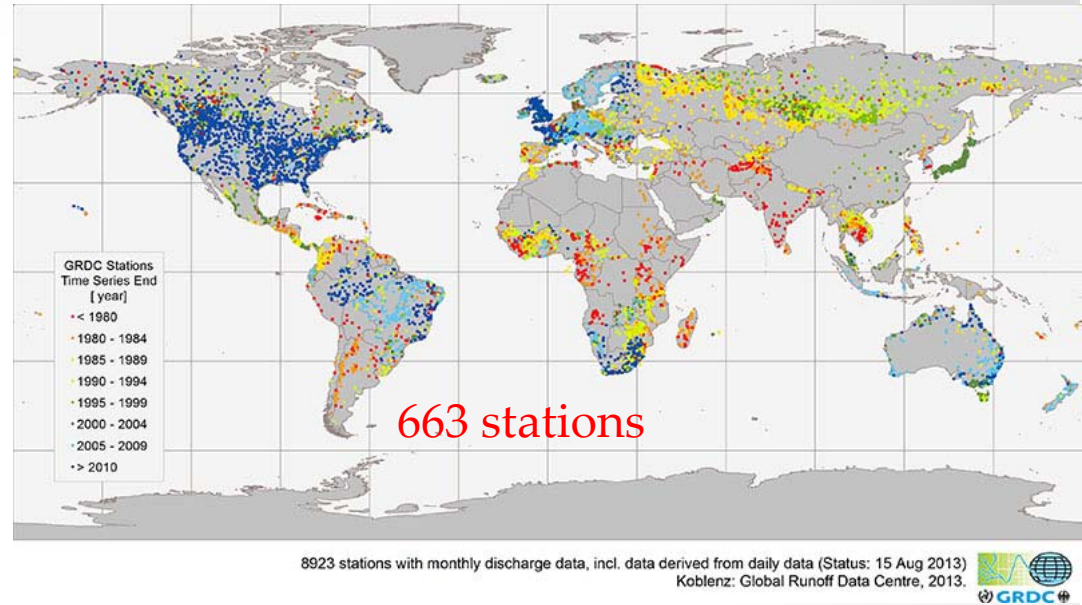 GRDC Stations
Time Series End
[ year]
< 1980
1980 - 1984
1985 - 1989
1990 - 1994
1995 - 1999
2000 - 2004
2005 - 2009
> 2010
663 stations
8923 stations with monthly discharge data, incl. data derived from daily data (Status: 15 Aug 2013)
Koblenz: Global Runoff Data Centre, 2013.
GRDC